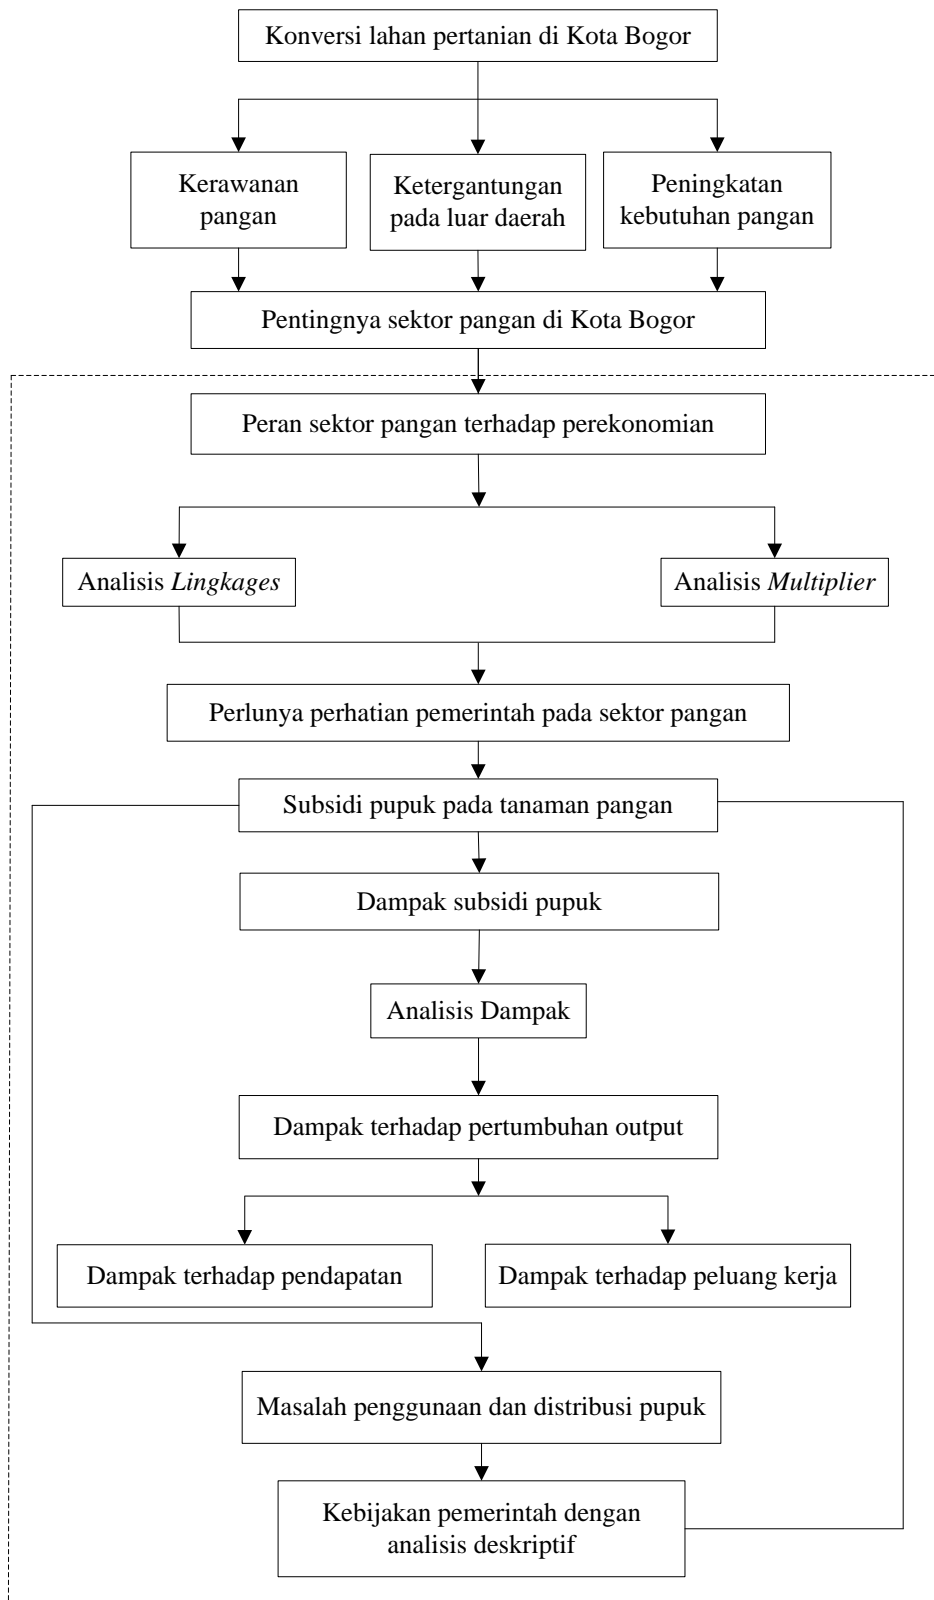 Konversi lahan pertanian di Kota Bogor
Kerawanan
pangan
Ketergantungan
pada luar daerah
Peningkatan
kebutuhan pangan
Pentingnya sektor pangan di Kota Bogor
Peran sektor pangan terhadap perekonomian
Analisis Lingkages
Analisis Multiplier
Perlunya perhatian pemerintah pada sektor pangan
Subsidi pupuk pada tanaman pangan
Dampak subsidi pupuk
Analisis Dampak
Dampak terhadap pertumbuhan output
Dampak terhadap pendapatan
Dampak terhadap peluang kerja
Masalah penggunaan dan distribusi pupuk
Kebijakan pemerintah dengan
analisis deskriptif